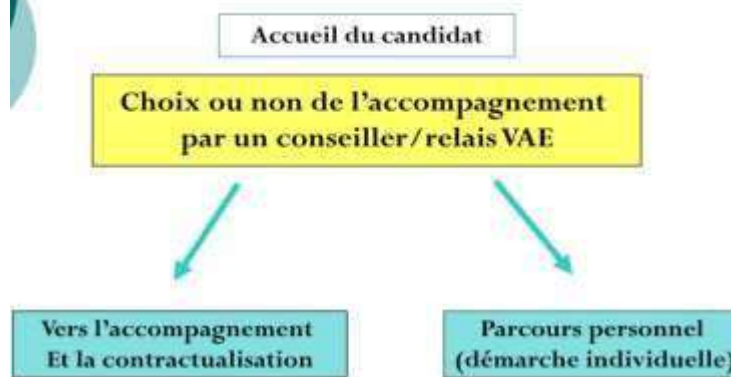 Accueil du candidat
Choix ou non de l'accompagnement
par un conseiller/relais VAE
Vers l'accompagnement
Et la contractualisation
Parcours personnel
(démarche individuelle)